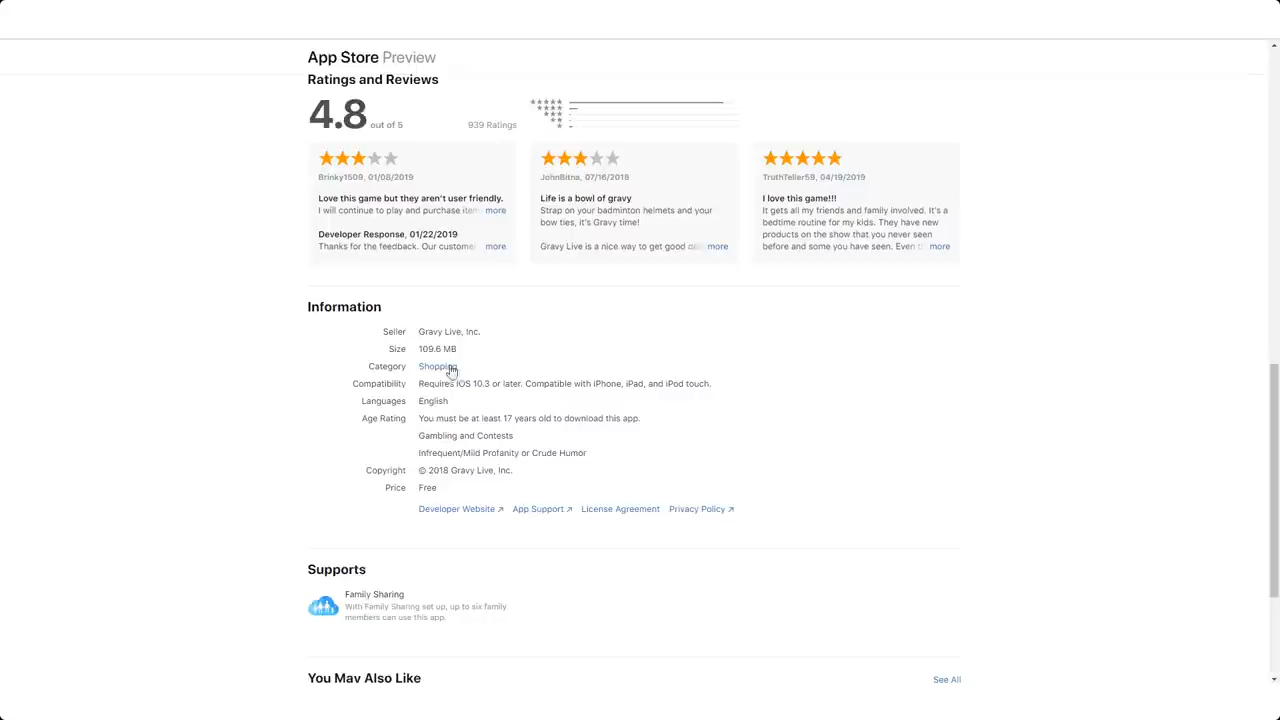 App Store Preview
Ratings and Reviews
4.8 out of 5
939 Ratings
★★★★★
★★★★
★★★
★★
★
Brinky1509, 01/08/2019
Love this game but they aren't user friendly.
I will continue to play and purchase item more
Developer Response, 01/22/2019
Thanks for the feedback. Our custome more
JohnBitna, 07/16/2018
Life is a bowl of gravy
Strap on your badminton helmets and your
bow ties, it's Gravy time!
Gravy Live is a nice way to get good more
TruthTeller59, 04/19/2019
I love this game!!!
It gets all my friends and family involved. It's a
bedtime routine for my kids. They have new
products on the show that you never seen
before and some you have seen. Even more
Information
Seller Gravy Live, Inc.
Size 109.6 MB
Category Shopping
Compatibility Requires iOS 10.3 or later. Compatible with iPhone, iPad, and iPod touch.
Languages English
Age Rating You must be at least 17 years old to download this app.
Gambling and Contests
Infrequent/Mild Profanity or Crude Humor
Copyright © 2018 Gravy Live, Inc.
Price Free
Developer Website ↗ App Support ↗ License Agreement Privacy Policy ↗
Supports
Family Sharing
With Family Sharing set up, up to six family
members can use this app.
You May Also Like
See All